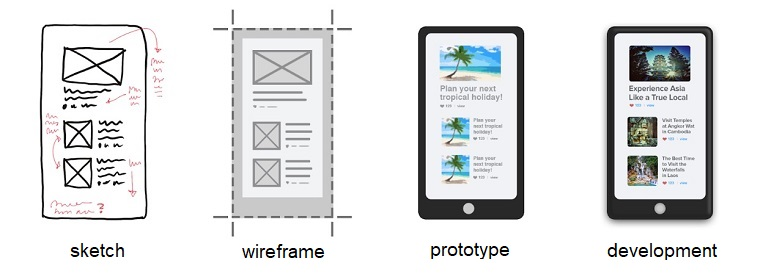 Plan your next
tropical holiday!
Plan your
next tropical
holiday!
Plan your
next tropical
holiday!
Experience Asia
Like a True Local
Visit Temples
at Angkor Wat
in Cambodia
The Best Time
to Visit the
Waterfalls
in Laos
sketch
wireframe
prototype
development